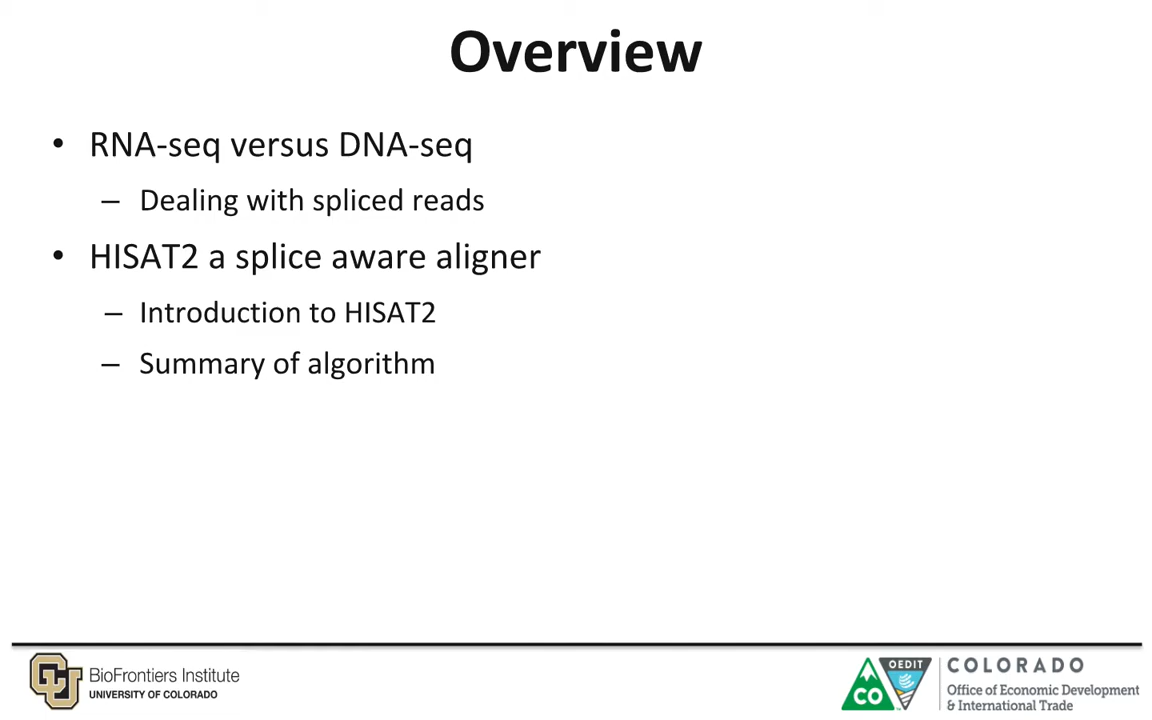 Overview
• RNA-seq versus DNA-seq
– Dealing with spliced reads
• HISAT2 a splice aware aligner
– Introduction to HISAT2
– Summary of algorithm
CU
BioFrontiers Institute
UNIVERSITY OF COLORADO
CO
OEDIT
COLORADO
Office of Economic Development
& International Trade